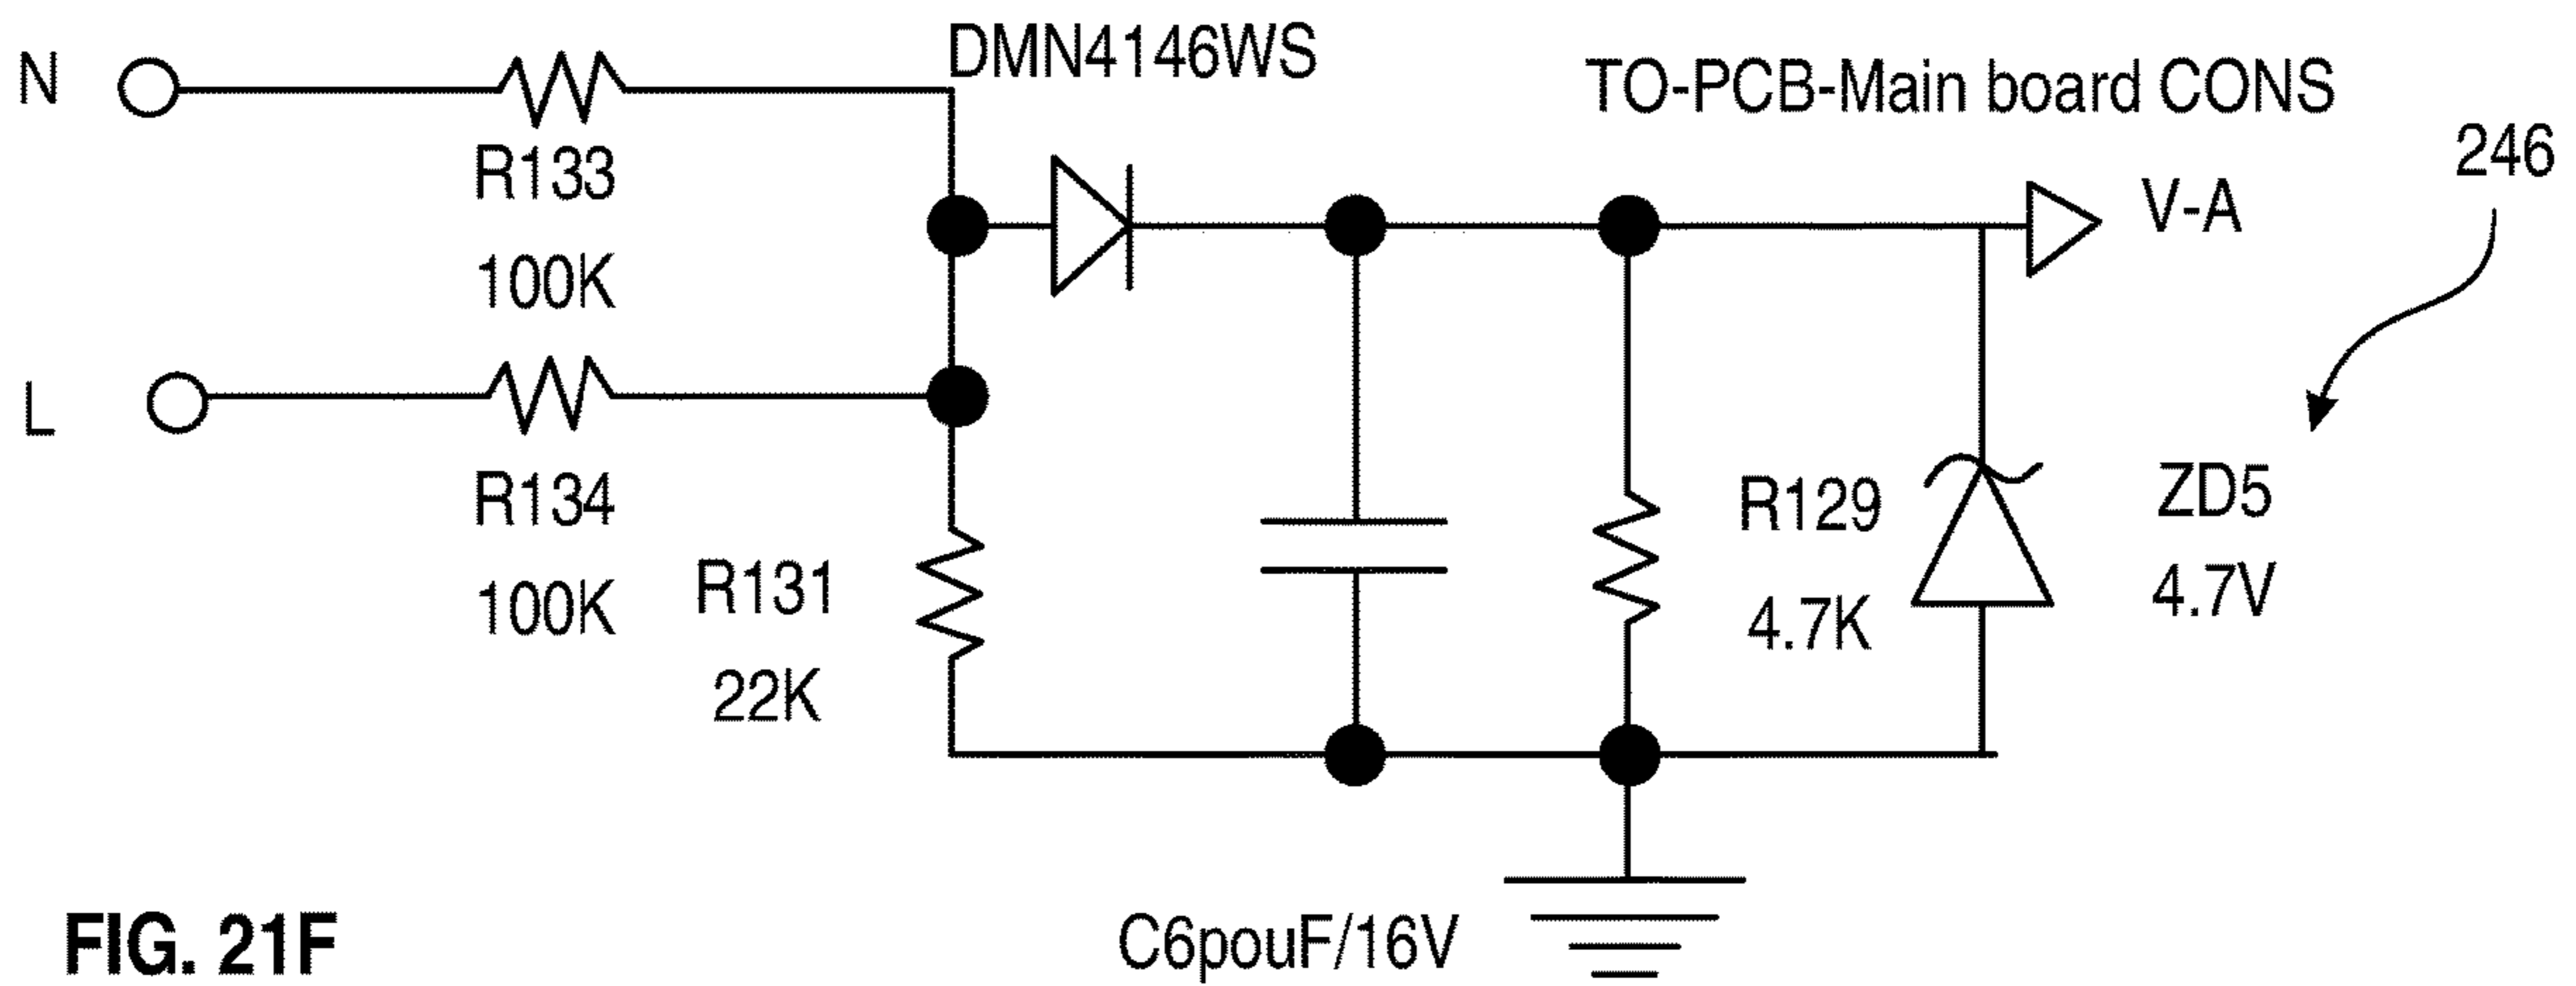 N
DMN4146WS
TO-PCB-Main board CONS
246
V-A
R133
100K
L
R134
100K
R131
22K
R129
4.7K
ZD5
4.7V
C6pouF/16V
FIG. 21F